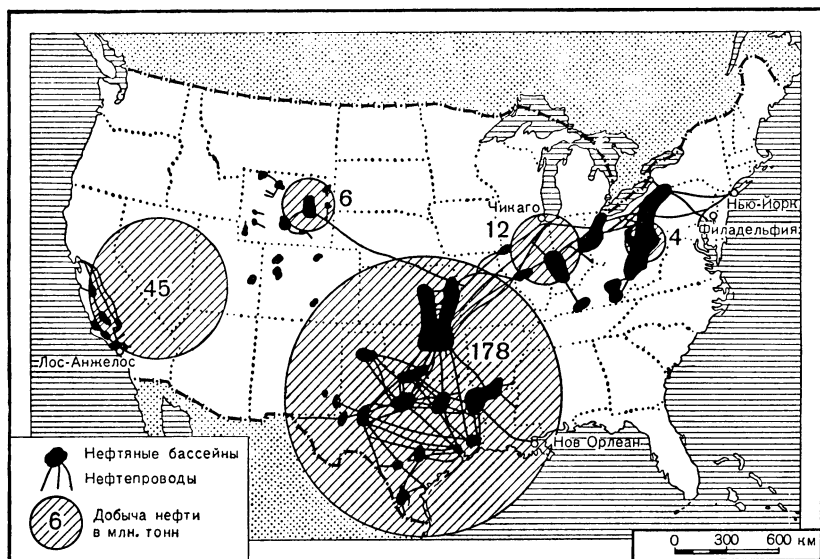 6
Чикаго
12
Нью-Йорк
Филадельфия
4
45
178
Лос-Анжелос
Нов Орлеан
Нефтяные бассейны
Нефтепроводы
6
Добыча нефти
в млн. тонн
0 300 600 км